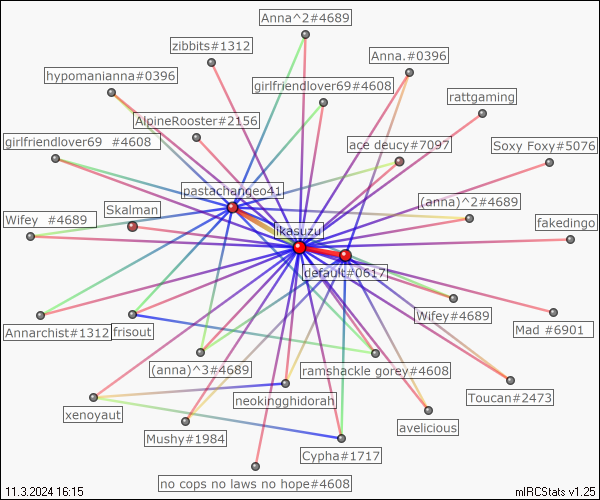 Anna^2#4689
zibbits#1312
Anna.#0396
hypomanianna#0396
girlfriendlover69#4608
rattgaming
AlpineRooster#2156
girlfriendlover69 #4608
ace deucy#7097
Soxy Foxy#5076
pastachangeo41
Skalman
(anna)^2#4689
Wifey #4689
fakedingo
ikasuzu
default#0617
Annarchist#1312
frisout
Wifey#4689
Mad #6901
(anna)^3#4689
ramshackle gorey#4608
neokingghidorah
Toucan#2473
xenoyaut
Mushy#1984
avelicious
Cypha#1717
no cops no laws no hope#4608
11.3.2024 16:15
mIRCStats v1.25